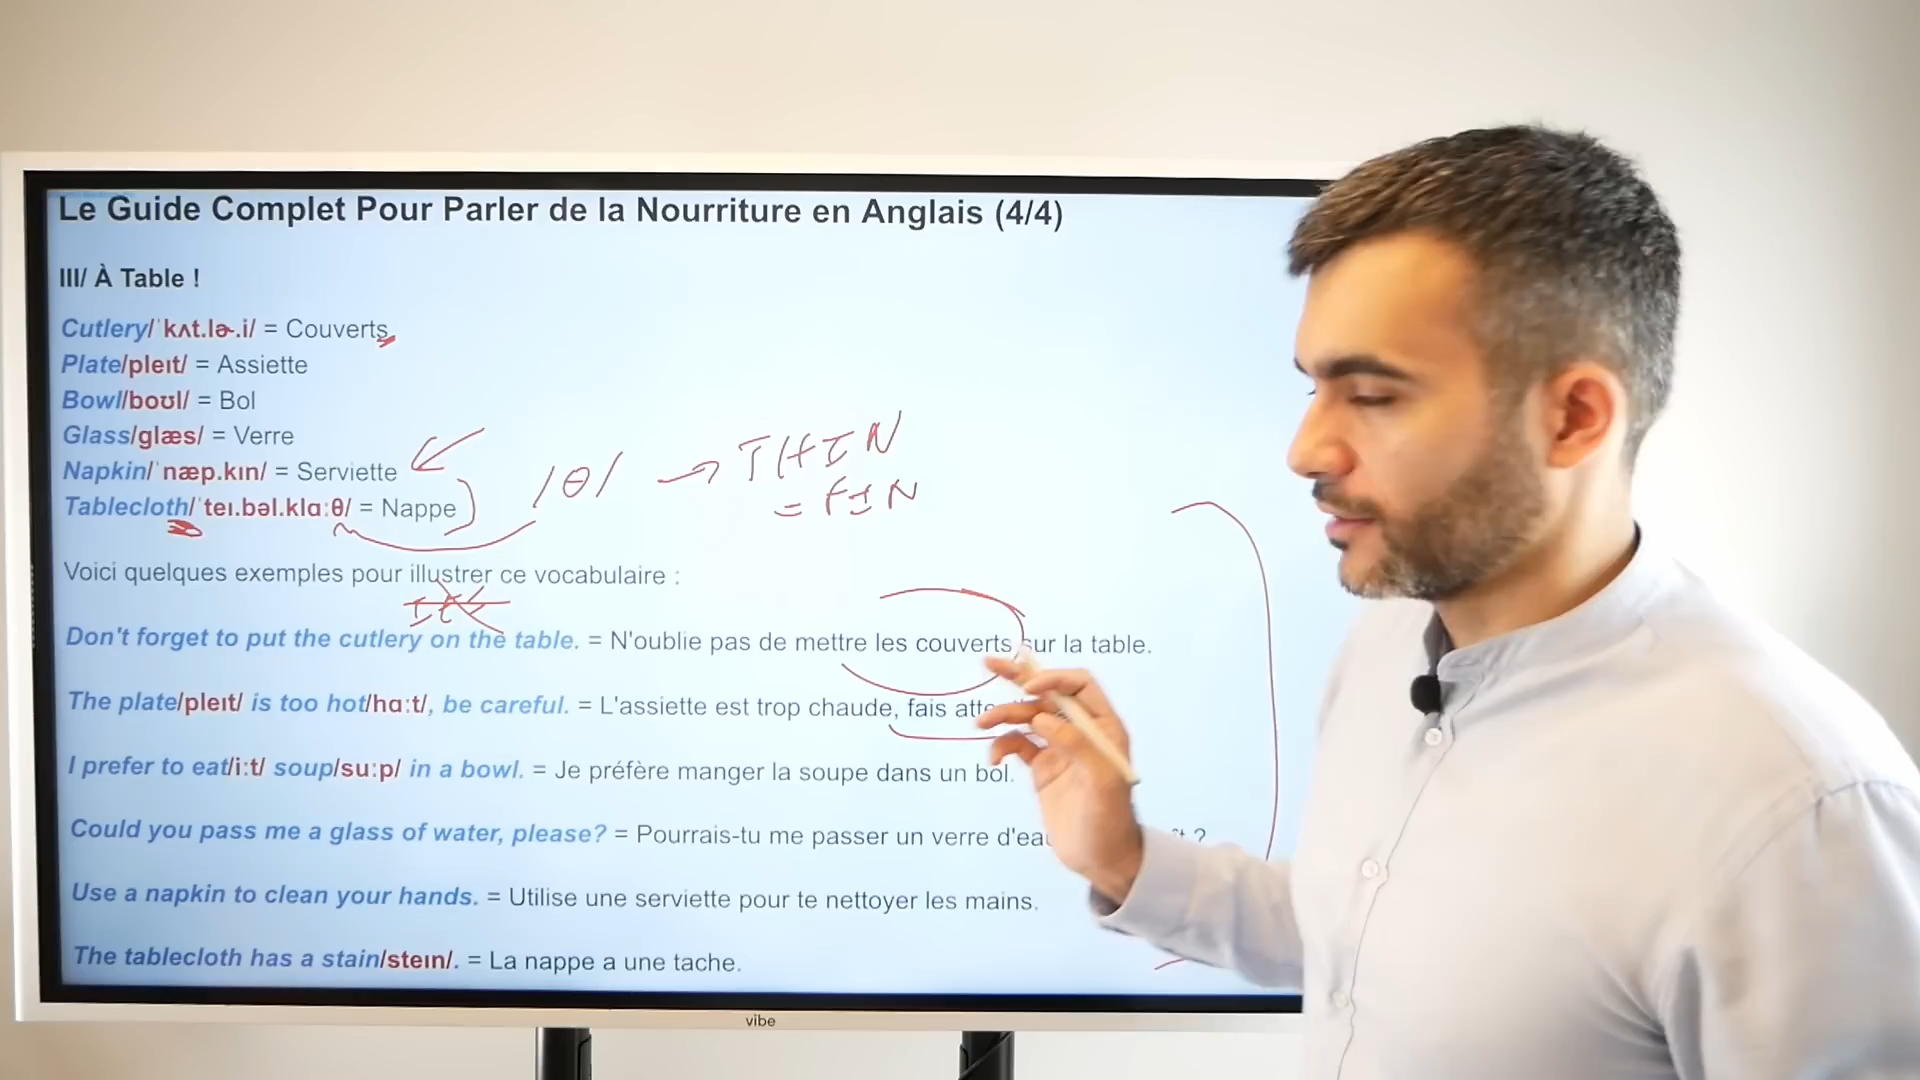 Le Guide Complet Pour Parler de la Nourriture en Anglais (4/4)
III/ À Table !
Cutlery/ˈkʌt.lɚ.i/ = Couverts
Plate/pleɪt/ = Assiette
Bowl/boʊl/ = Bol
Glass/ɡlæs/ = Verre
Napkin/ˈnæp.kɪn/ = Serviette
Tablecloth/ˈteɪ.bəl.klɑːθ/ = Nappe
/θ/ → THIN
= FIN
Voici quelques exemples pour illustrer ce vocabulaire :
Don't forget to put the cutlery on the table. = N'oublie pas de mettre les couverts sur la table.
The plate/pleɪt/ is too hot/hɑːt/, be careful. = L'assiette est trop chaude, fais
I prefer to eat/iːt/ soup/suːp/ in a bowl. = Je préfère manger la soupe dans un bol.
Could you pass me a glass of water, please? = Pourrais-tu me passer un verre ?
Use a napkin to clean your hands. = Utilise une serviette pour te nettoyer les mains.
The tablecloth has a stain/steɪn/. = La nappe a une tache.
vibe